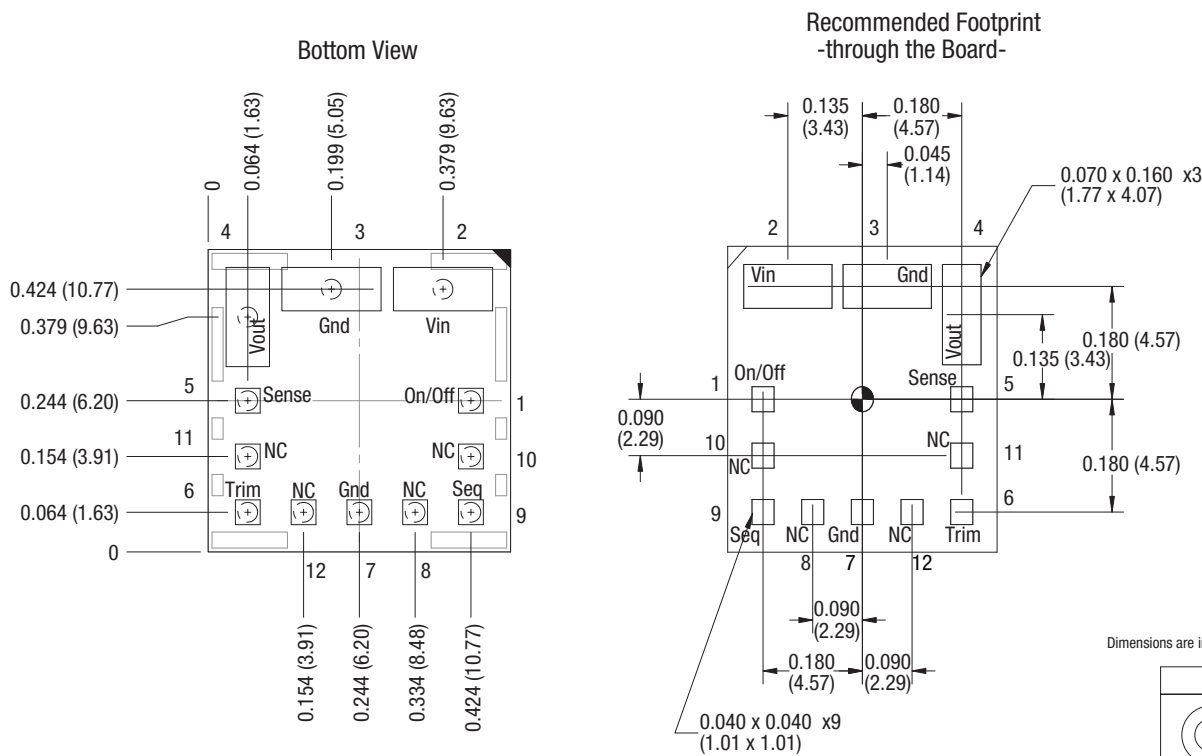 Bottom View
0
0.064 (1.63)
0.199 (5.05)
0.379 (9.63)
4
3
2
0.424 (10.77)
0.379 (9.63)
Vout
Gnd
Vin
5
0.244 (6.20)
Sense
On/Off
1
11
0.154 (3.91)
NC
10
6
Trim
NC
Gnd
NC
Seq
0.064 (1.63)
9
0
12
7
8
0.154 (3.91)
0.244 (6.20)
0.334 (8.48)
0.424 (10.77)
Recommended Footprint
-through the Board-
0.135
(3.43)
0.180
(4.57)
0.045
(1.14)
0.070 x 0.160 x3
(1.77 x 4.07)
2
3
4
Vin
Gnd
Vout
0.180 (4.57)
0.135 (3.43)
1
On/Off
Sense
5
0.090
(2.29)
10
NC
NC
11
0.180 (4.57)
9
6
Seq
NC
Gnd
NC
Trim
8
7
12
0.090
(2.29)
0.180
(4.57)
0.090
(2.29)
0.040 x 0.040 x9
(1.01 x 1.01)
Dimensions are i